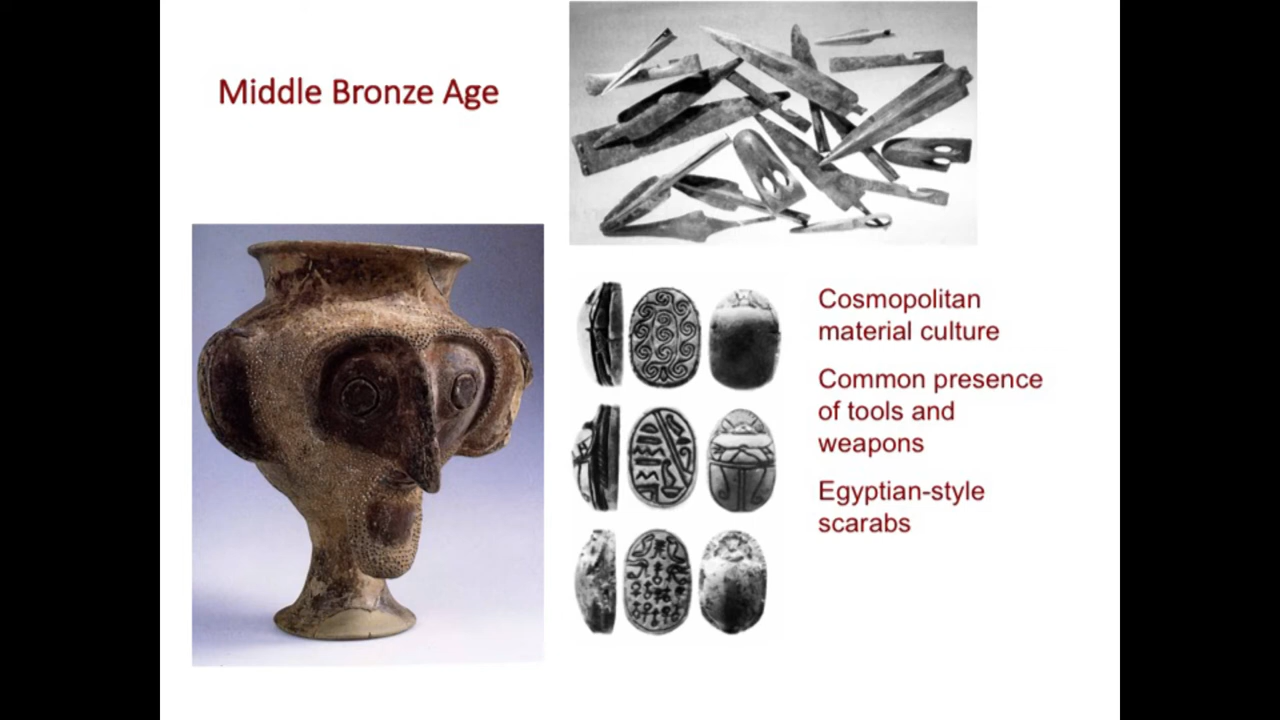 Middle Bronze Age
Cosmopolitan
material culture
Common presence
of tools and
weapons
Egyptian-style
scarabs